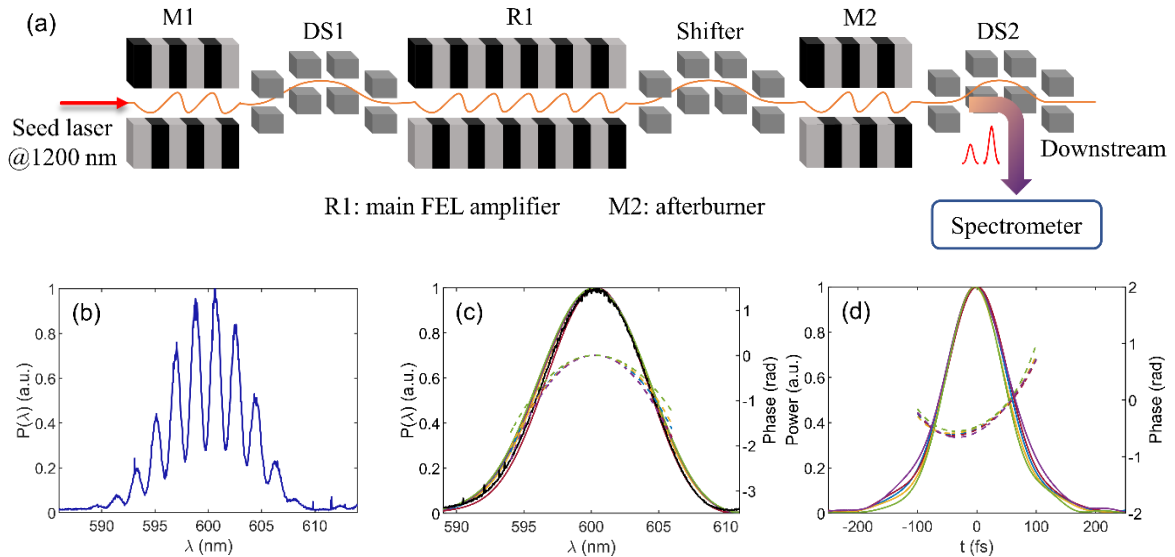 (a)
M1
DS1
R1
Shifter
M2
DS2
Seed laser
@1200 nm
Downstream
R1: main FEL amplifier
M2: afterburner
Spectrometer
(b)
P(λ) (a.u.)
1
0.8
0.6
0.4
0.2
0
590
595
600
605
610
λ (nm)
(c)
P(λ) (a.u.)
1
0.8
0.6
0.4
0.2
0
590
595
600
605
610
λ (nm)
1
0
-1
-2
-3
Phase (rad)
(d)
Power (a.u.)
1
0.8
0.6
0.4
0.2
0
-200
-100
0
100
200
t (fs)
2
1
0
-1
-2
Phase (rad)